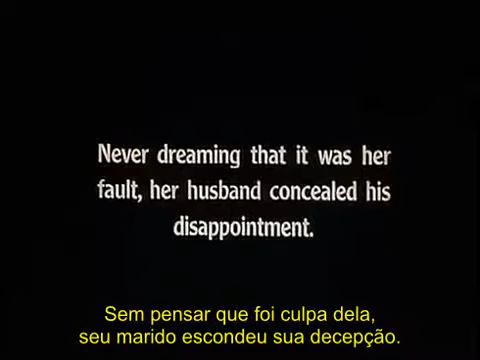 Never dreaming that it was her
fault, her husband concealed his
disappointment.
Sem pensar que foi culpa dela,
seu marido escondeu sua decepção.